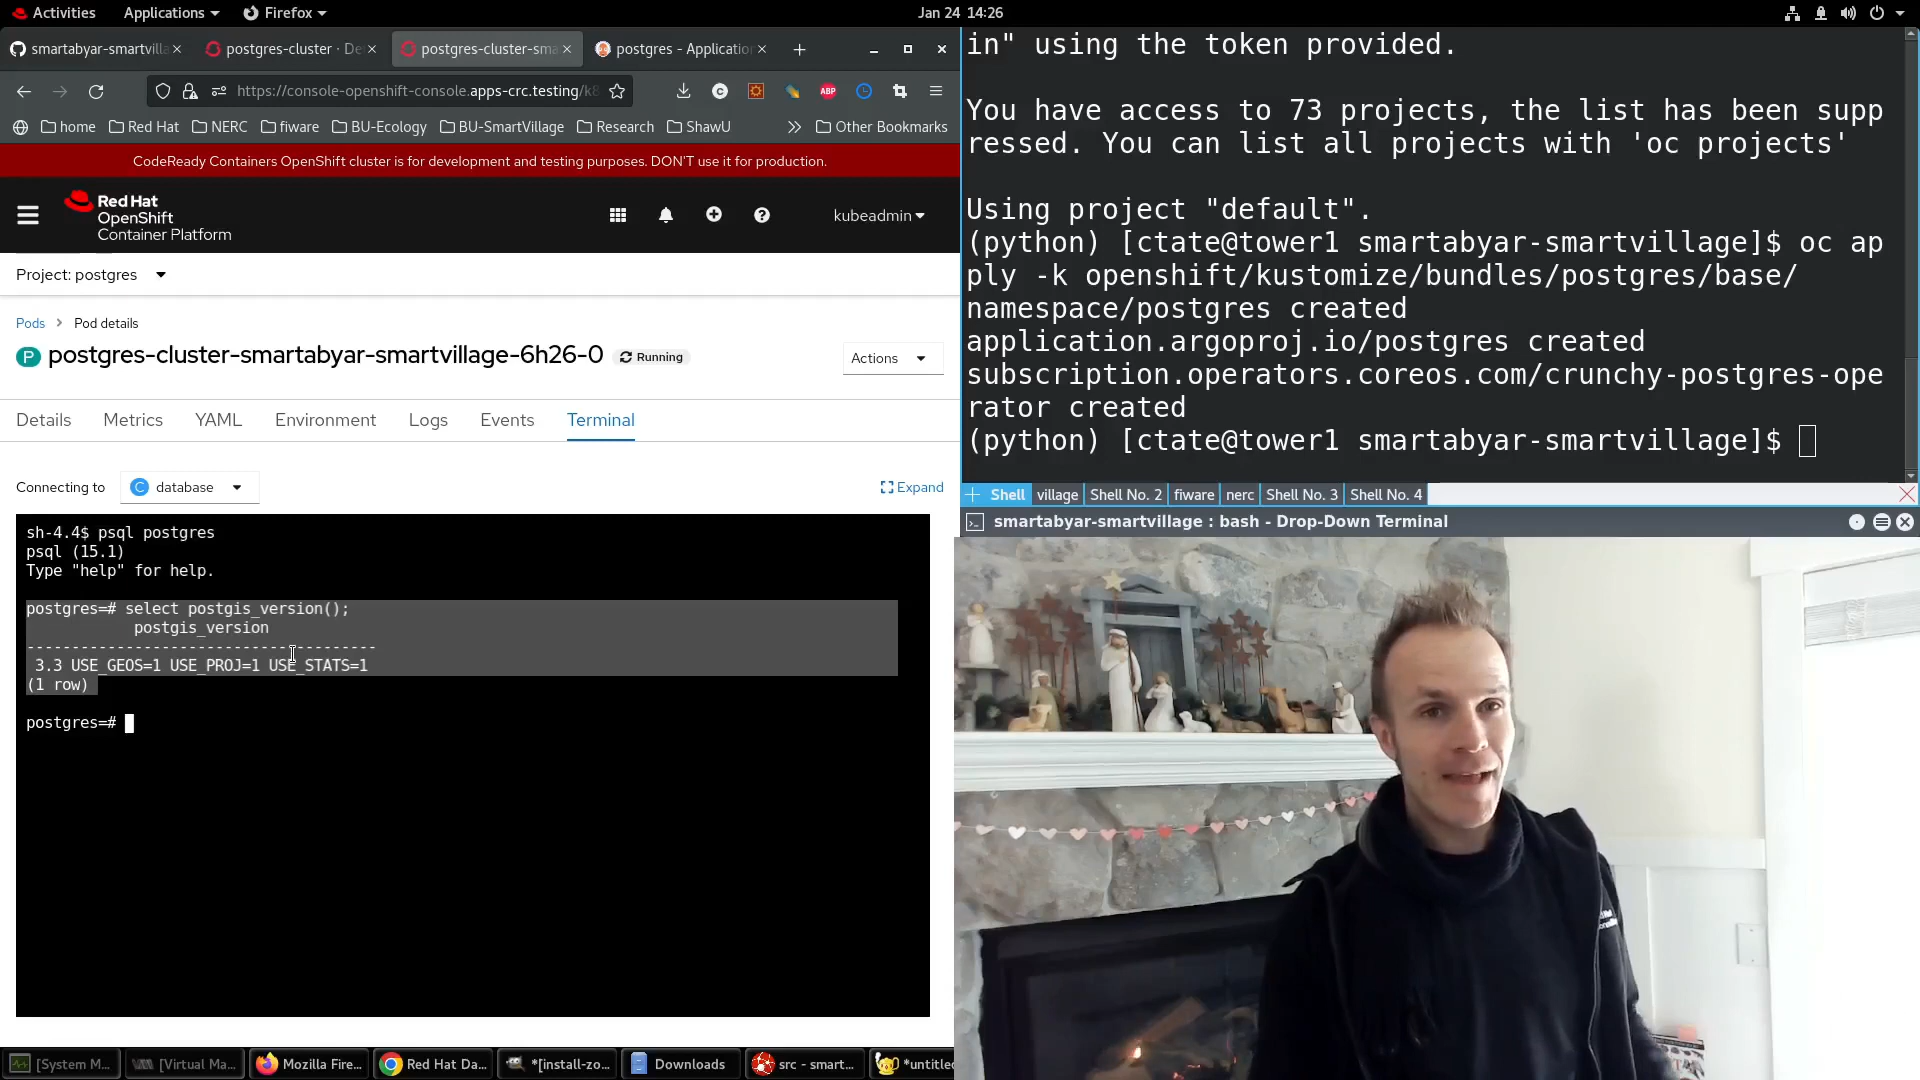 Activities Applications Firefox Jan 24 14:26
smartabyar-smartvilla postgres-cluster · De postgres-cluster-sma postgres - Application
https://console-openshift-console.apps-crc.testing/k8
home Red Hat NERC fiware BU-Ecology BU-SmartVillage Research ShawU Other Bookmarks
CodeReady Containers OpenShift cluster is for development and testing purposes. DON'T use it for production.
Red Hat
OpenShift
Container Platform
kubeadmin
Project: postgres
Pods Pod details
P postgres-cluster-smartabyar-smartvillage-6h26-0 Running
Actions
Details Metrics YAML Environment Logs Events Terminal
Connecting to C database Expand
sh-4.4$ psql postgres
psql (15.1)
Type "help" for help.
postgres=# select postgis_version();
postgis_version
---------------------------------------
3.3 USE_GEOS=1 USE_PROJ=1 USE_STATS=1
(1 row)
postgres=#
in" using the token provided.
You have access to 73 projects, the list has been supp
ressed. You can list all projects with 'oc projects'
Using project "default".
(python) [ctate@tower1 smartabyar-smartvillage]$ oc ap
ply -k openshift/kustomize/bundles/postgres/base/
namespace/postgres created
application.argoproj.io/postgres created
subscription.operators.coreos.com/crunchy-postgres-ope
rator created
(python) [ctate@tower1 smartabyar-smartvillage]$
Shell village Shell No. 2 fiware nerc Shell No. 3 Shell No. 4
smartabyar-smartvillage : bash - Drop-Down Terminal
[System M... [Virtual Ma... Mozilla Fire... Red Hat Da... *[install-zo... Downloads src - smart... *untitle